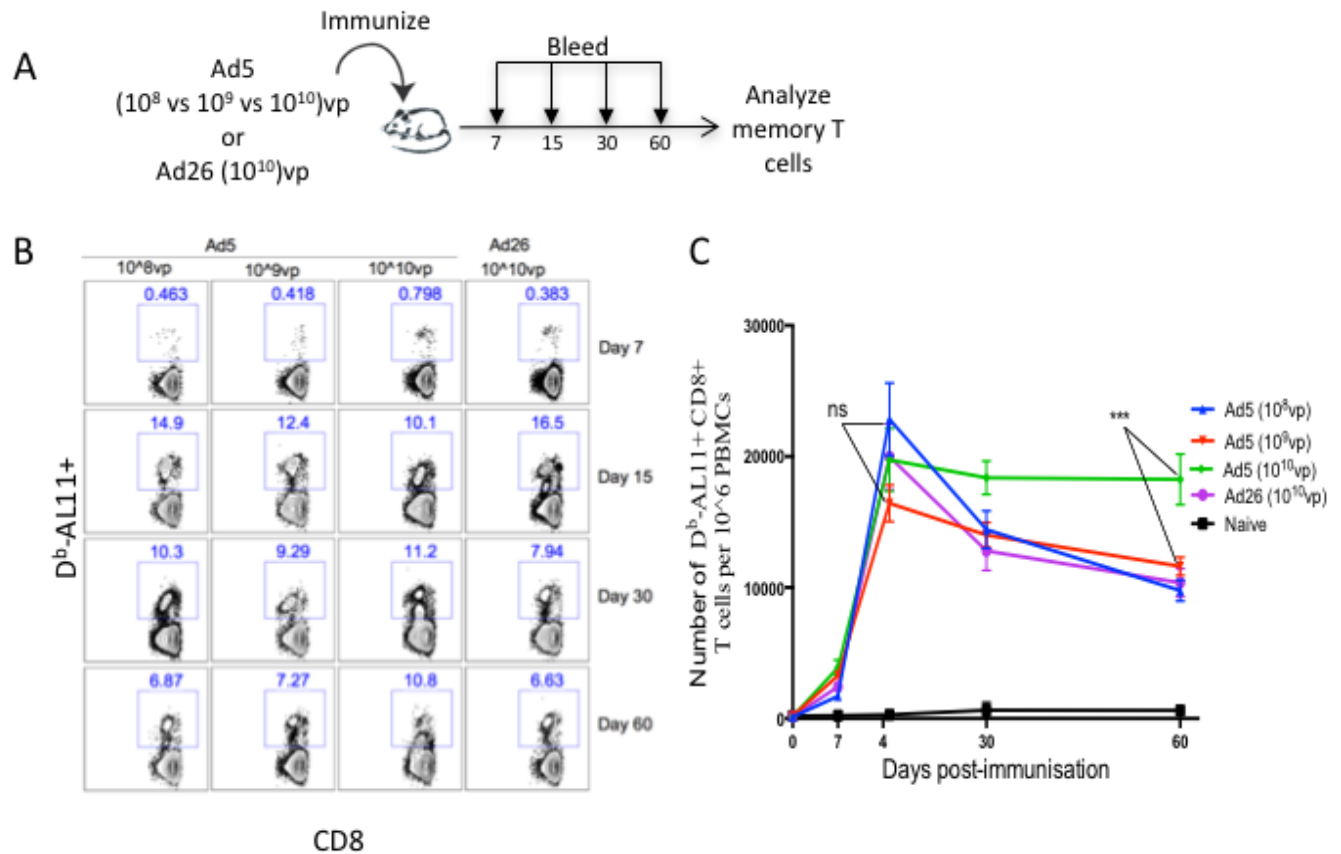 A
Immunize
Ad5
(10⁸ vs 10⁹ vs 10¹⁰)vp
or
Ad26 (10¹⁰)vp
Bleed
7 15 30 60
Analyze
memory T
cells
B
Ad5 Ad26
10^8vp 10^9vp 10^10vp 10^10vp
0.463 0.418 0.798 0.383
Day 7
14.9 12.4 10.1 16.5
Day 15
10.3 9.29 11.2 7.94
Day 30
6.87 7.27 10.8 6.63
Day 60
Dᵇ-AL11+
CD8
C
30000
20000
10000
0
Number of Dᵇ-AL11+ CD8+
T cells per 10^6 PBMCs
ns
***
Ad5 (10⁸vp)
Ad5 (10⁹vp)
Ad5 (10¹⁰vp)
Ad26 (10¹⁰vp)
Naive
0 7 4 30 60
Days post-immunisation